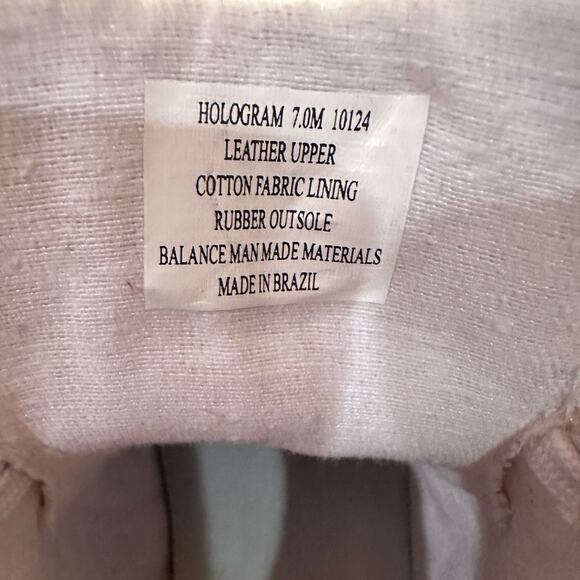 HOLOGRAM 7.0M 10124
LEATHER UPPER
COTTON FABRIC LINING
RUBBER OUTSOLE
BALANCE MAN MADE MATERIALS
MADE IN BRAZIL